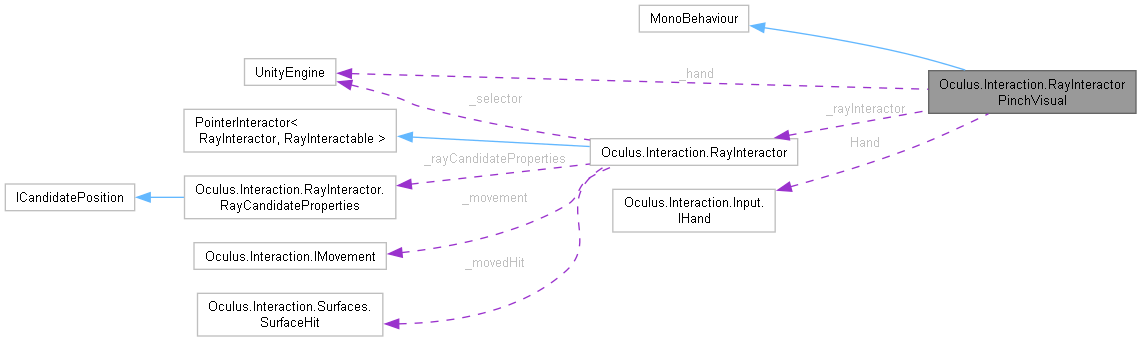 MonoBehaviour
UnityEngine
_hand
Oculus.Interaction.RayInteractor
PinchVisual
_selector
_rayInteractor
PointerInteractor<
RayInteractor, RayInteractable >
Oculus.Interaction.RayInteractor
Hand
_rayCandidateProperties
ICandidatePosition
Oculus.Interaction.RayInteractor.
RayCandidateProperties
_movement
Oculus.Interaction.Input.
IHand
Oculus.Interaction.IMovement
_movedHit
Oculus.Interaction.Surfaces.
SurfaceHit